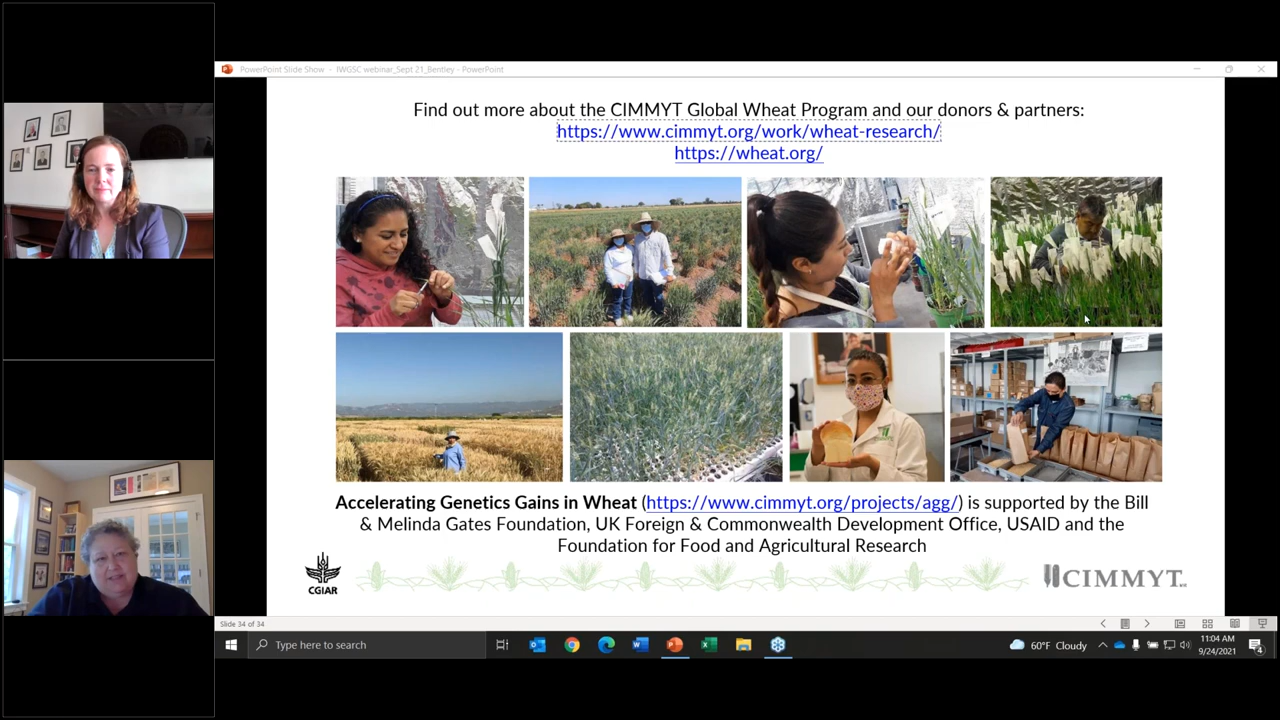 PowerPoint Slide Show - IWGSC webinar_Sept 21_Bentley - PowerPoint
Find out more about the CIMMYT Global Wheat Program and our donors & partners:
https://www.cimmyt.org/work/wheat-research/
https://wheat.org/
Accelerating Genetics Gains in Wheat (https://www.cimmyt.org/projects/agg/) is supported by the Bill
& Melinda Gates Foundation, UK Foreign & Commonwealth Development Office, USAID and the
Foundation for Food and Agricultural Research
CGIAR
CIMMYT
Slide 34 of 34
Type here to search
60°F Cloudy
11:04 AM
9/24/2021
4